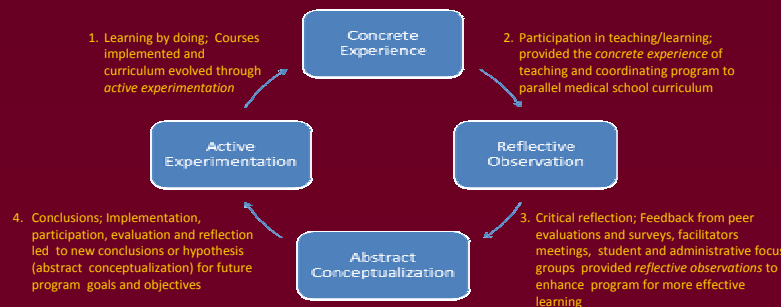 Concrete
Experience
1. Learning by doing; Courses
implemented and
curriculum evolved through
active experimentation
2. Participation in teaching/learning;
provided the concrete experience of
teaching and coordinating program to
parallel medical school curriculum
Active
Experimentation
Reflective
Observation
4. Conclusions; Implementation,
participation, evaluation and reflection
led to new conclusions or hypothesis
(abstract conceptualization) for future
program goals and objectives
Abstract
Conceptualization
3. Critical reflection; Feedback from peer
evaluations and surveys, facilitators
meetings, student and administrative focus
groups provided reflective observations to
enhance program for more effective
learning